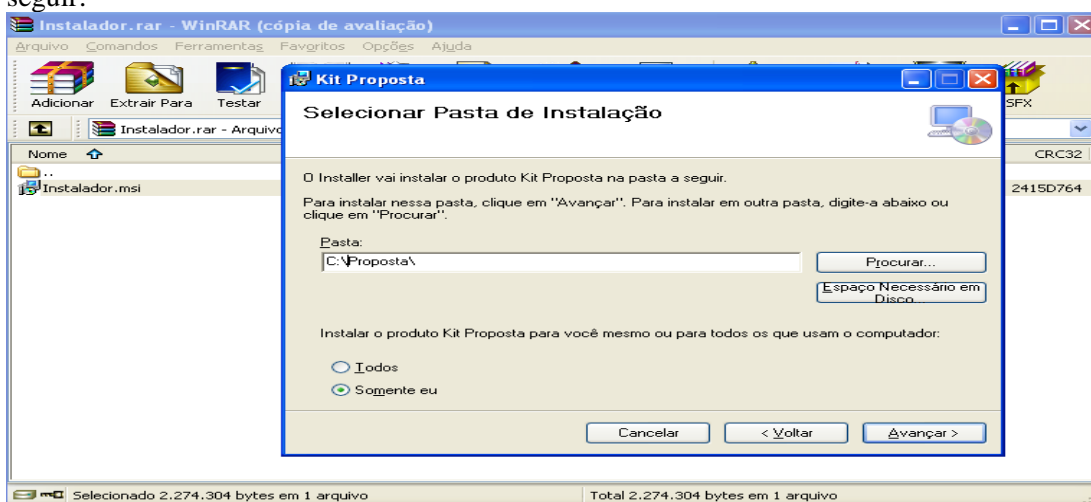 seguir:
Instalador.rar - WinRAR (cópia de avaliação)
Arquivo Comandos Ferramentas Favoritos Opções Ajuda
Adicionar Extrair Para Testar SFX
Instalador.rar - Arquivo
Nome CRC32
..
Instalador.msi 2415D764
Kit Proposta
Selecionar Pasta de Instalação
O Installer vai instalar o produto Kit Proposta na pasta a seguir.
Para instalar nessa pasta, clique em "Avançar". Para instalar em outra pasta, digite-a abaixo ou
clique em "Procurar".
Pasta:
C:\Proposta\
Procurar...
Espaço Necessário em
Disco...
Instalar o produto Kit Proposta para você mesmo ou para todos os que usam o computador:
Todos
Somente eu
Cancelar < Voltar Avançar >
Selecionado 2.274.304 bytes em 1 arquivo Total 2.274.304 bytes em 1 arquivo